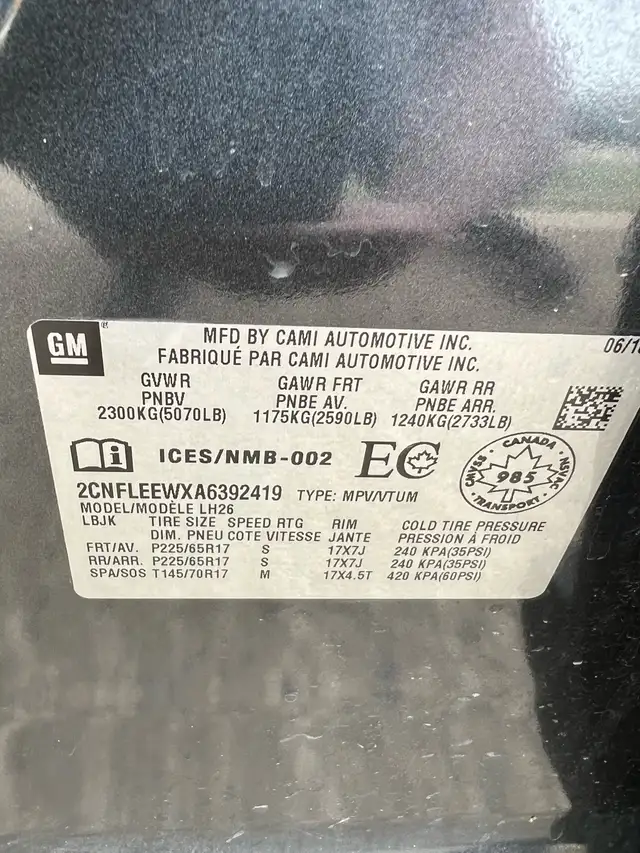 GM
MFD BY CAMI AUTOMOTIVE INC.
FABRIQUÉ PAR CAMI AUTOMOTIVE INC.
GVWR GAWR FRT GAWR RR
PNBV PNBE AV. PNBE ARR.
2300KG(5070LB) 1175KG(2590LB) 1240KG(2733LB)
ICES/NMB-002 EC
CANADA
CMVSS 985 NSVAC
TRANSPORT
2CNFLEEWXA6392419 TYPE: MPV/VTUM
MODEL/MODÈLE LH26
LBJK TIRE SIZE SPEED RTG RIM COLD TIRE PRESSURE
DIM. PNEU COTE VITESSE JANTE PRESSION À FROID
FRT/AV. P225/65R17 S 17X7J 240 KPA(35PSI)
RR/ARR. P225/65R17 S 17X7J 240 KPA(35PSI)
SPA/SOS T145/70R17 M 17X4.5T 420 KPA(60PSI)